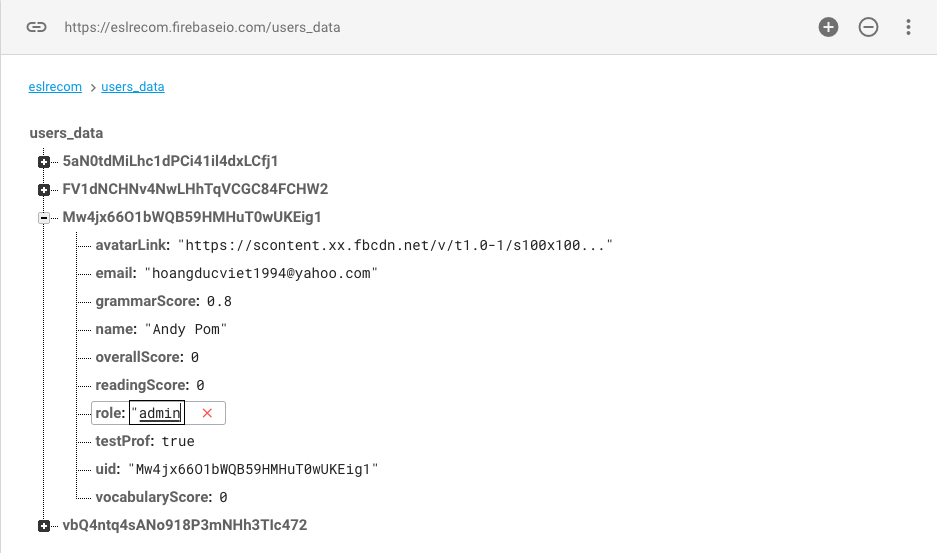 https://eslrecom.firebaseio.com/users_data
eslrecom > users_data
users_data
5aN0tdMiLhc1dPCi41il4dxLCfj1
FV1dNCHNv4NwLHhTqVCGC84FCHW2
Mw4jx66O1bWQB59HMHuT0wUKEig1
avatarLink: "https://scontent.xx.fbcdn.net/v/t1.0-1/s100x100..."
email: "hoangducviet1994@yahoo.com"
grammarScore: 0.8
name: "Andy Pom"
overallScore: 0
readingScore: 0
role: "admin
testProf: true
uid: "Mw4jx66O1bWQB59HMHuT0wUKEig1"
vocabularyScore: 0
vbQ4ntq4sANo918P3mNHh3TIc472